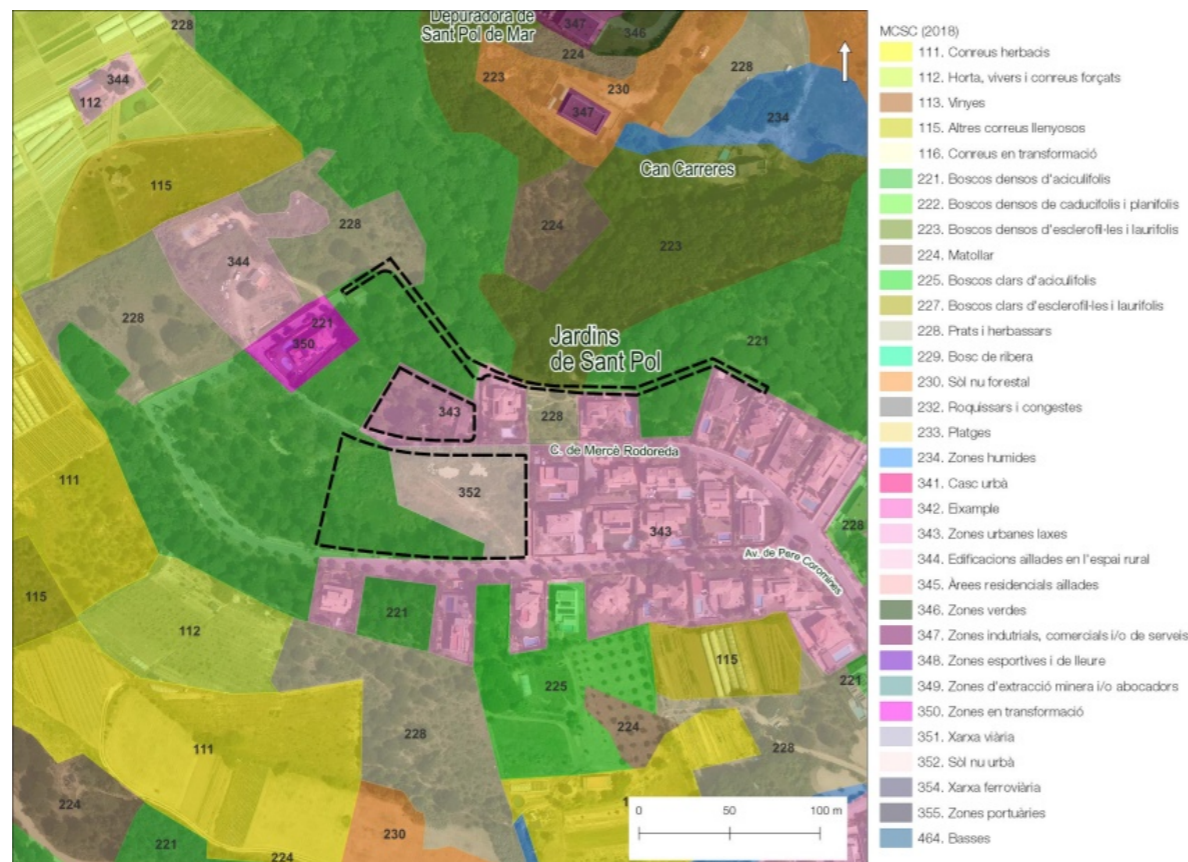 Depuradora de
Sant Pol de Mar
228
347
346
224
228
344
112
223
230
347
234
Can Carreres
115
224
223
228
344
228
221
350
Jardins
de Sant Pol
221
343
228
C. de Mercè Rodoreda
111
352
343
228
Av. de Pere Coromines
115
221
112
115
221
225
224
228
228
111
224
230
221
224
0 50 100 m
MCSC (2018)
111. Conreus herbacis
112. Horta, vivers i conreus forçats
113. Vinyes
115. Altres correus llenyosos
116. Conreus en transformació
221. Boscos densos d'aciculifolis
222. Boscos densos de caducifolis i planifolis
223. Boscos densos d'esclerofil·les i laurifolis
224. Matollar
225. Boscos clars d'aciculifolis
227. Boscos clars d'esclerofil·les i laurifolis
228. Prats i herbassars
229. Bosc de ribera
230. Sòl nu forestal
232. Roquissars i congestes
233. Platges
234. Zones humides
341. Casc urbà
342. Eixample
343. Zones urbanes laxes
344. Edificacions aïllades en l'espai rural
345. Àrees residencials aïllades
346. Zones verdes
347. Zones indutrials, comercials i/o de serveis
348. Zones esportives i de lleure
349. Zones d'extracció minera i/o abocadors
350. Zones en transformació
351. Xarxa viària
352. Sòl nu urbà
354. Xarxa ferroviària
355. Zones portuàries
464. Basses